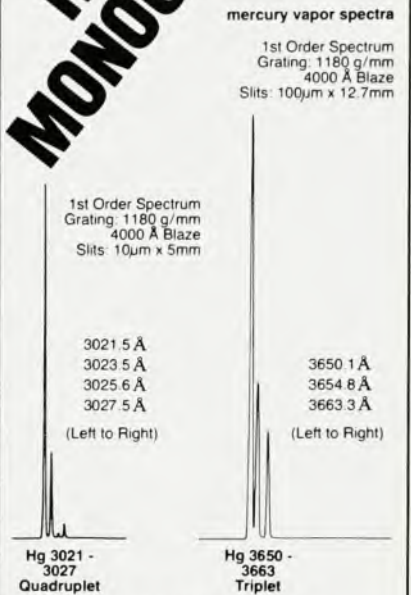 mercury vapor spectra
1st Order Spectrum
Grating: 1180 g/mm
4000 Å Blaze
Slits: 100µm x 12.7mm
1st Order Spectrum
Grating: 1180 g/mm
4000 Å Blaze
Slits: 10µm x 5mm
3021.5 Å
3023.5 Å
3025.6 Å
3027.5 Å
(Left to Right)
3650.1 Å
3654.8 Å
3663.3 Å
(Left to Right)
Hg 3021 -
3027
Quadruplet
Hg 3650 -
3663
Triplet